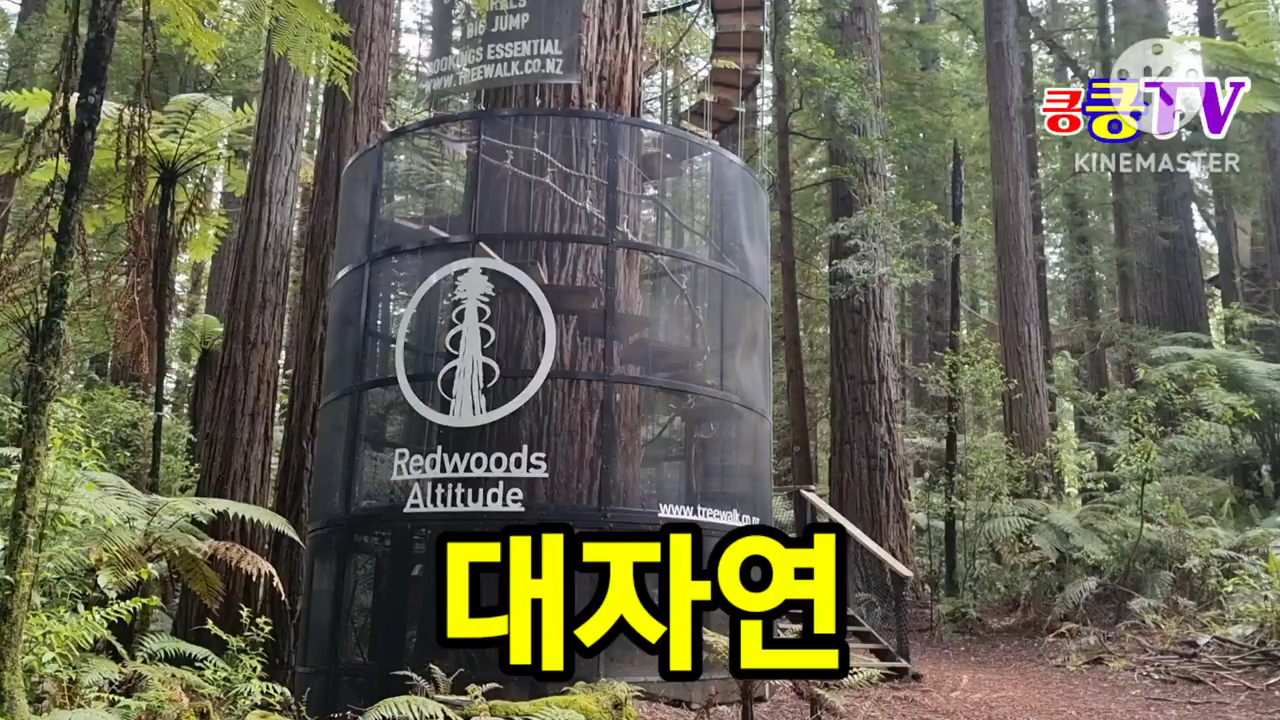 BIG JUMP
BOOKINGS ESSENTIAL
WWW.TREEWALK.CO.NZ
쿵쿵TV
KINEMASTER
Redwoods
Altitude
www.treewalk.co.nz
대자연